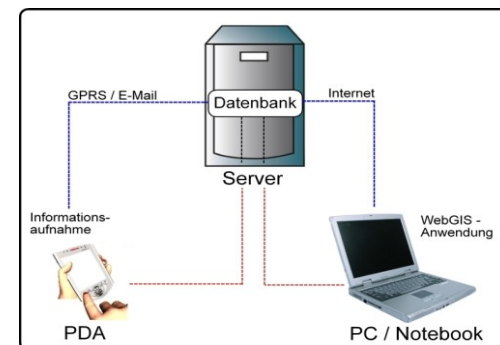 GPRS / E-Mail
Datenbank
Internet
Server
Informations-
aufnahme
WebGIS -
Anwendung
PDA
PC / Notebook